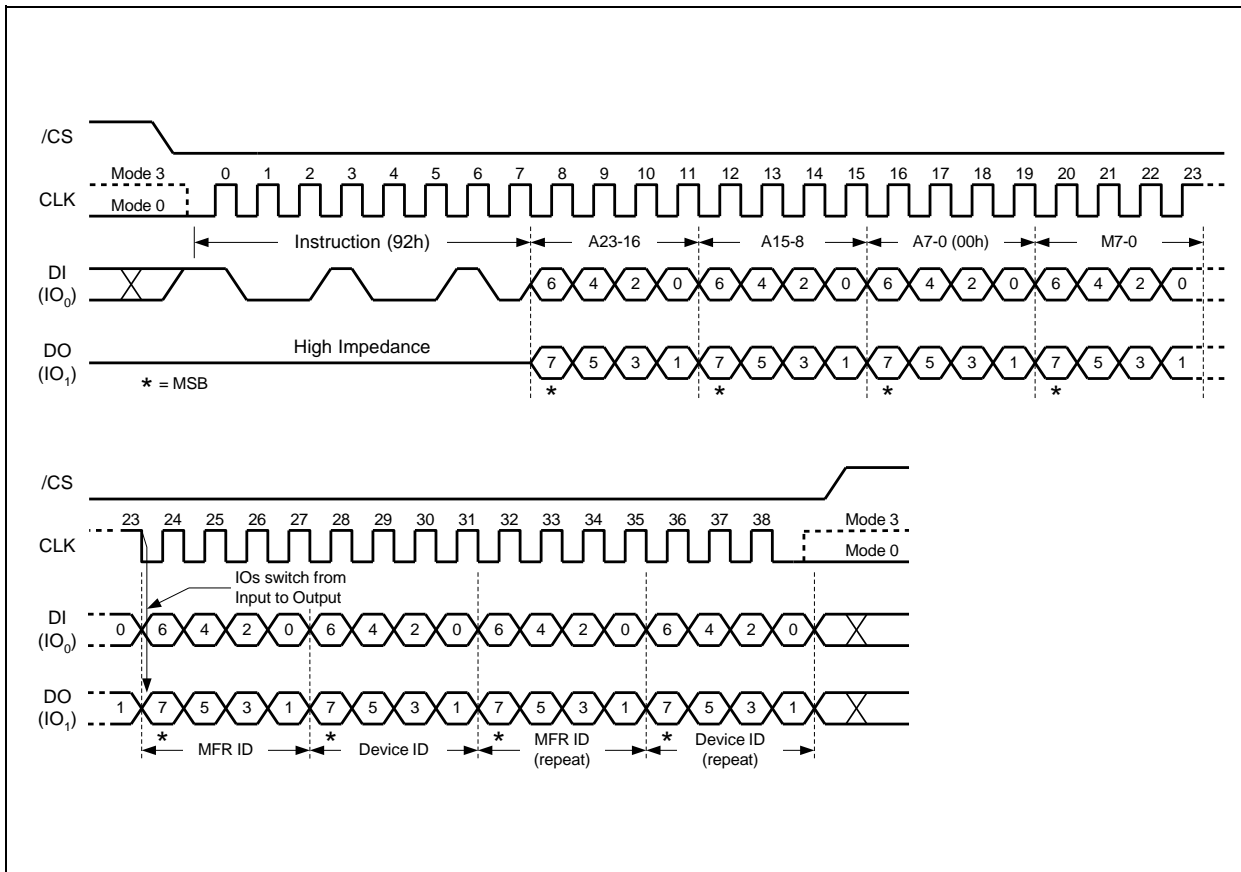 /CS
Mode 3 0 1 2 3 4 5 6 7 8 9 10 11 12 13 14 15 16 17 18 19 20 21 22 23
CLK
Mode 0
Instruction (92h) A23-16 A15-8 A7-0 (00h) M7-0
DI
(IO0)
6 4 2 0 6 4 2 0 6 4 2 0 6 4 2 0
High Impedance
DO
(IO1)
7 5 3 1 7 5 3 1 7 5 3 1 7 5 3 1
* = MSB
* * * *
/CS
23 24 25 26 27 28 29 30 31 32 33 34 35 36 37 38 Mode 3
CLK
Mode 0
IOs switch from
Input to Output
DI
(IO0)
0 6 4 2 0 6 4 2 0 6 4 2 0 6 4 2 0
DO
(IO1)
1 7 5 3 1 7 5 3 1 7 5 3 1 7 5 3 1
* * * *
MFR ID Device ID MFR ID
(repeat)
Device ID
(repeat)